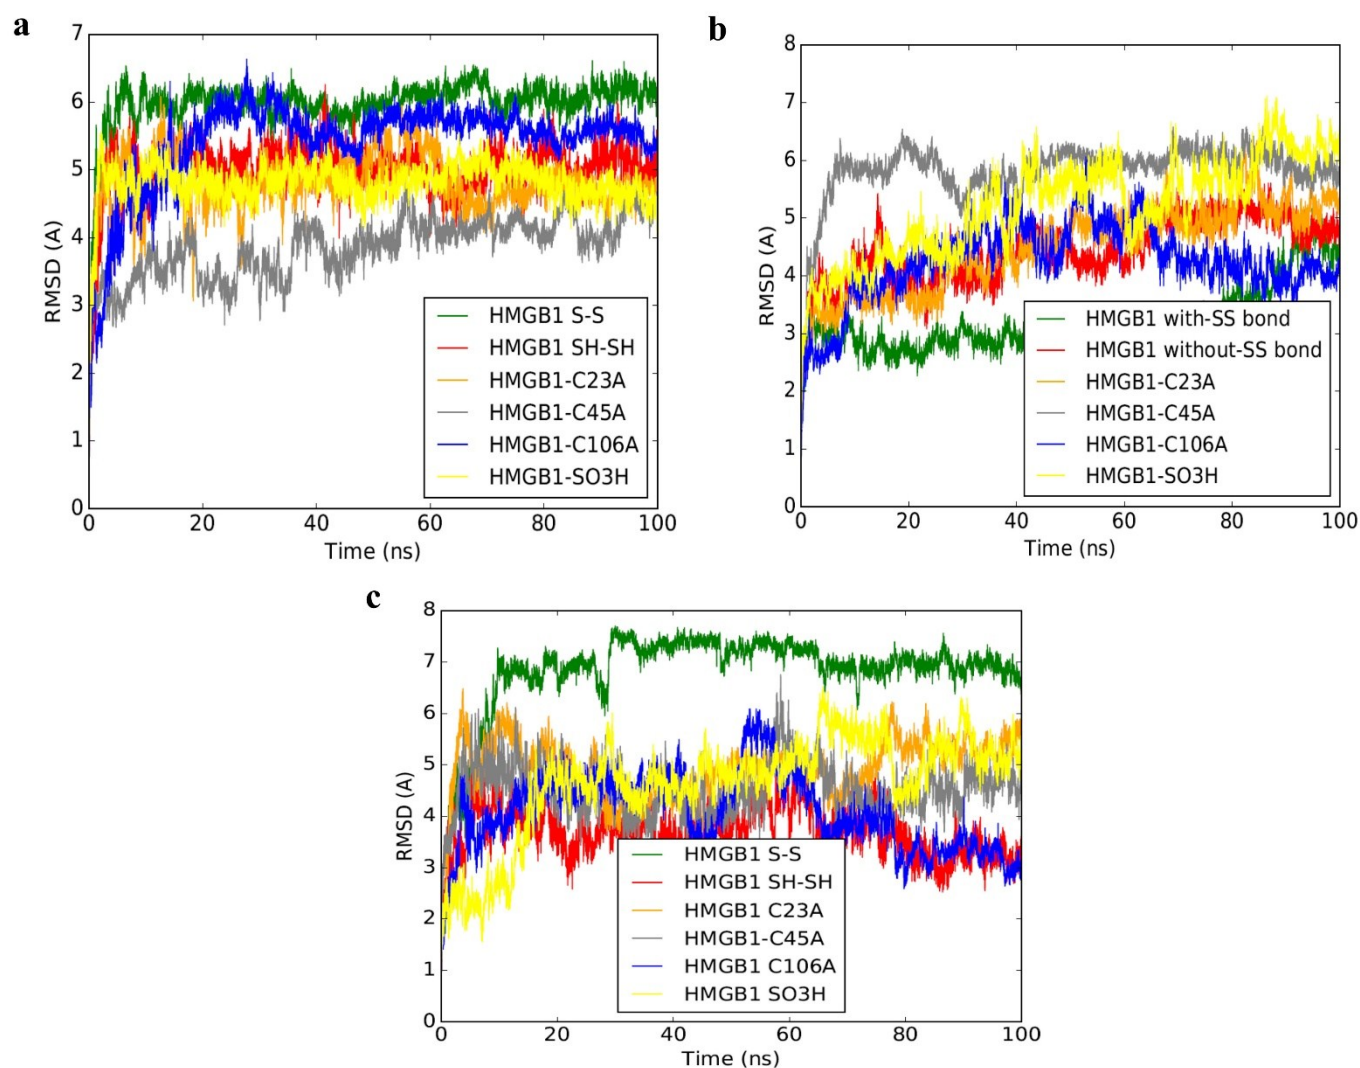 a
7
6
5
4
3
2
1
0
RMSD (A)
HMGB1 S-S
HMGB1 SH-SH
HMGB1-C23A
HMGB1-C45A
HMGB1-C106A
HMGB1-SO3H
0 20 40 60 80 100
Time (ns)
b
8
7
6
5
4
3
2
1
0
RMSD (A)
HMGB1 with-SS bond
HMGB1 without-SS bond
HMGB1-C23A
HMGB1-C45A
HMGB1-C106A
HMGB1-SO3H
0 20 40 60 80 100
Time (ns)
c
8
7
6
5
4
3
2
1
0
RMSD (A)
HMGB1 S-S
HMGB1 SH-SH
HMGB1 C23A
HMGB1-C45A
HMGB1 C106A
HMGB1 SO3H
0 20 40 60 80 100
Time (ns)